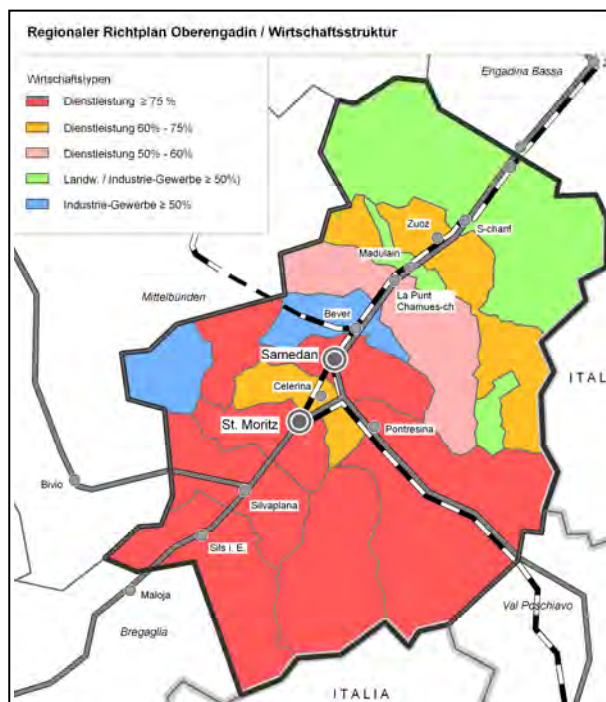 Regionaler Richtplan Oberengadin / Wirtschaftsstruktur
Wirtschaftstypen
Dienstleistung ≥ 75 %
Dienstleistung 60% - 75%
Dienstleistung 50% - 60%
Landw. / Industrie-Gewerbe ≥ 50%)
Industrie-Gewerbe ≥ 50%
Engadina Bassa
Zuoz
S-chanf
Madulain
La Punt
Chamues-ch
Mittelbünden
Bever
Samedan
ITAL
Celerina
St. Moritz
Pontresina
Bivio
Silvaplana
Sils i. E.
Maloja
Val Poschiavo
Bregaglia
ITALIA